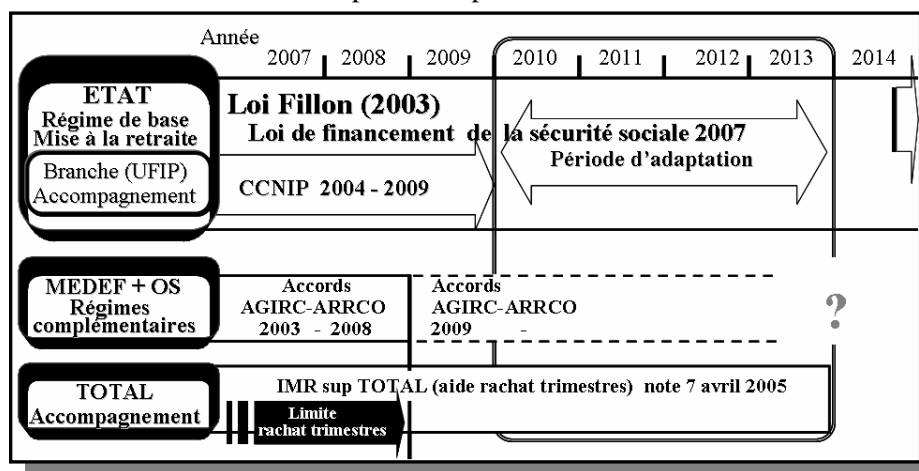 Année
2007 2008 2009 2010 2011 2012 2013 2014
ETAT
Régime de base
Mise à la retraite
Branche (UFIP)
Accompagnement
Loi Fillon (2003)
Loi de financement de la sécurité sociale 2007
Période d'adaptation
CCNIP 2004 - 2009
MEDEF + OS
Régimes
complémentaires
Accords
AGIRC-ARRCO
2003 - 2008
Accords
AGIRC-ARRCO
2009 -
?
TOTAL
Accompagnement
IMR sup TOTAL (aide rachat trimestres) note 7 avril 2005
Limite
rachat trimestres